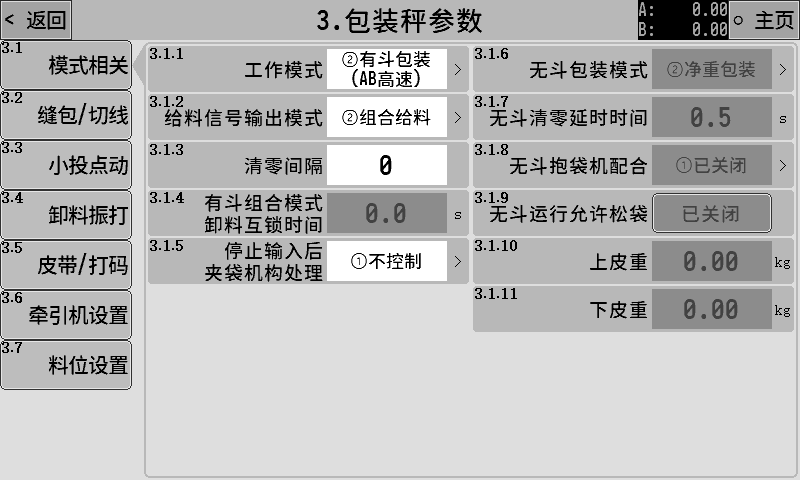 < 返回
3.包装秤参数
A: 0.00
B: 0.00
主页
3.1
模式相关
3.2
缝包/切线
3.3
小投点动
3.4
卸料振打
3.5
皮带/打码
3.6
牵引机设置
3.7
料位设置
3.1.1
工作模式
②有斗包装
(AB高速)
3.1.2
给料信号输出模式
②组合给料
3.1.3
清零间隔
0
3.1.4
有斗组合模式
卸料互锁时间
0.0
s
3.1.5
停止输入后
夹袋机构处理
①不控制
3.1.6
无斗包装模式
②净重包装
3.1.7
无斗清零延时时间
0.5
s
3.1.8
无斗抱袋机配合
①已关闭
3.1.9
无斗运行允许松袋
已关闭
3.1.10
上皮重
0.00
kg
3.1.11
下皮重
0.00
kg